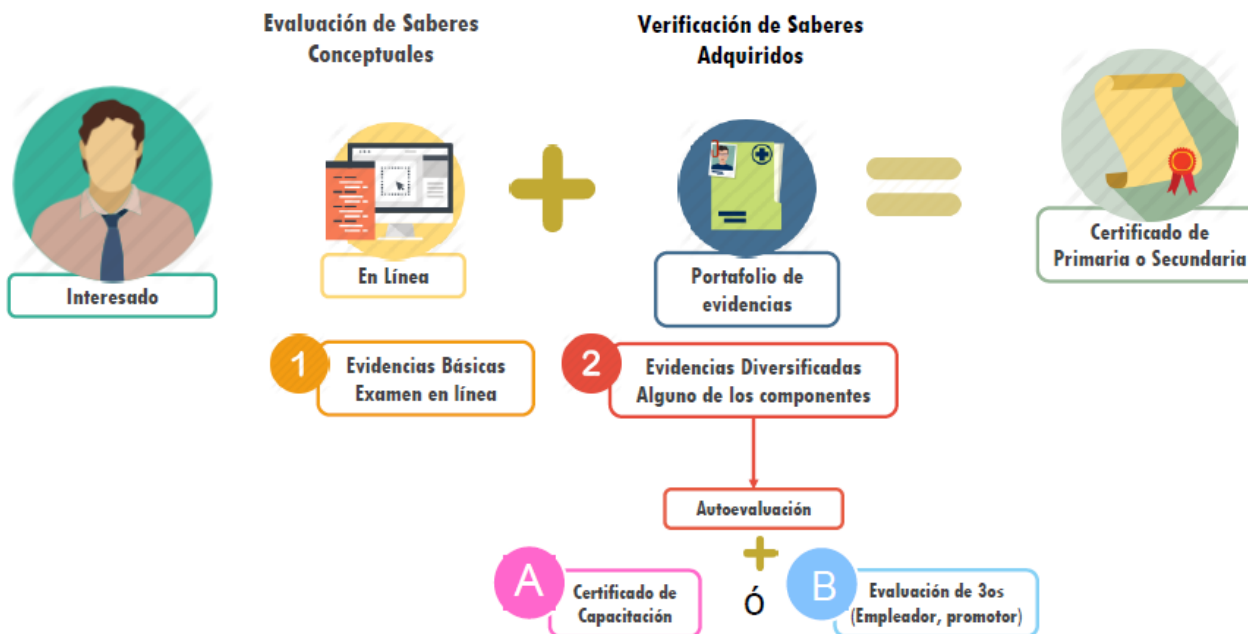 Evaluación de Saberes
Conceptuales
Verificación de Saberes
Adquiridos
Interesado
En Línea
Portafolio de
evidencias
Certificado de
Primaria o Secundaria
1
Evidencias Básicas
Examen en línea
2
Evidencias Diversificadas
Alguno de los componentes
Autoevaluación
A
Certificado de
Capacitación
Ó
B
Evaluación de 3os
(Empleador, promotor)